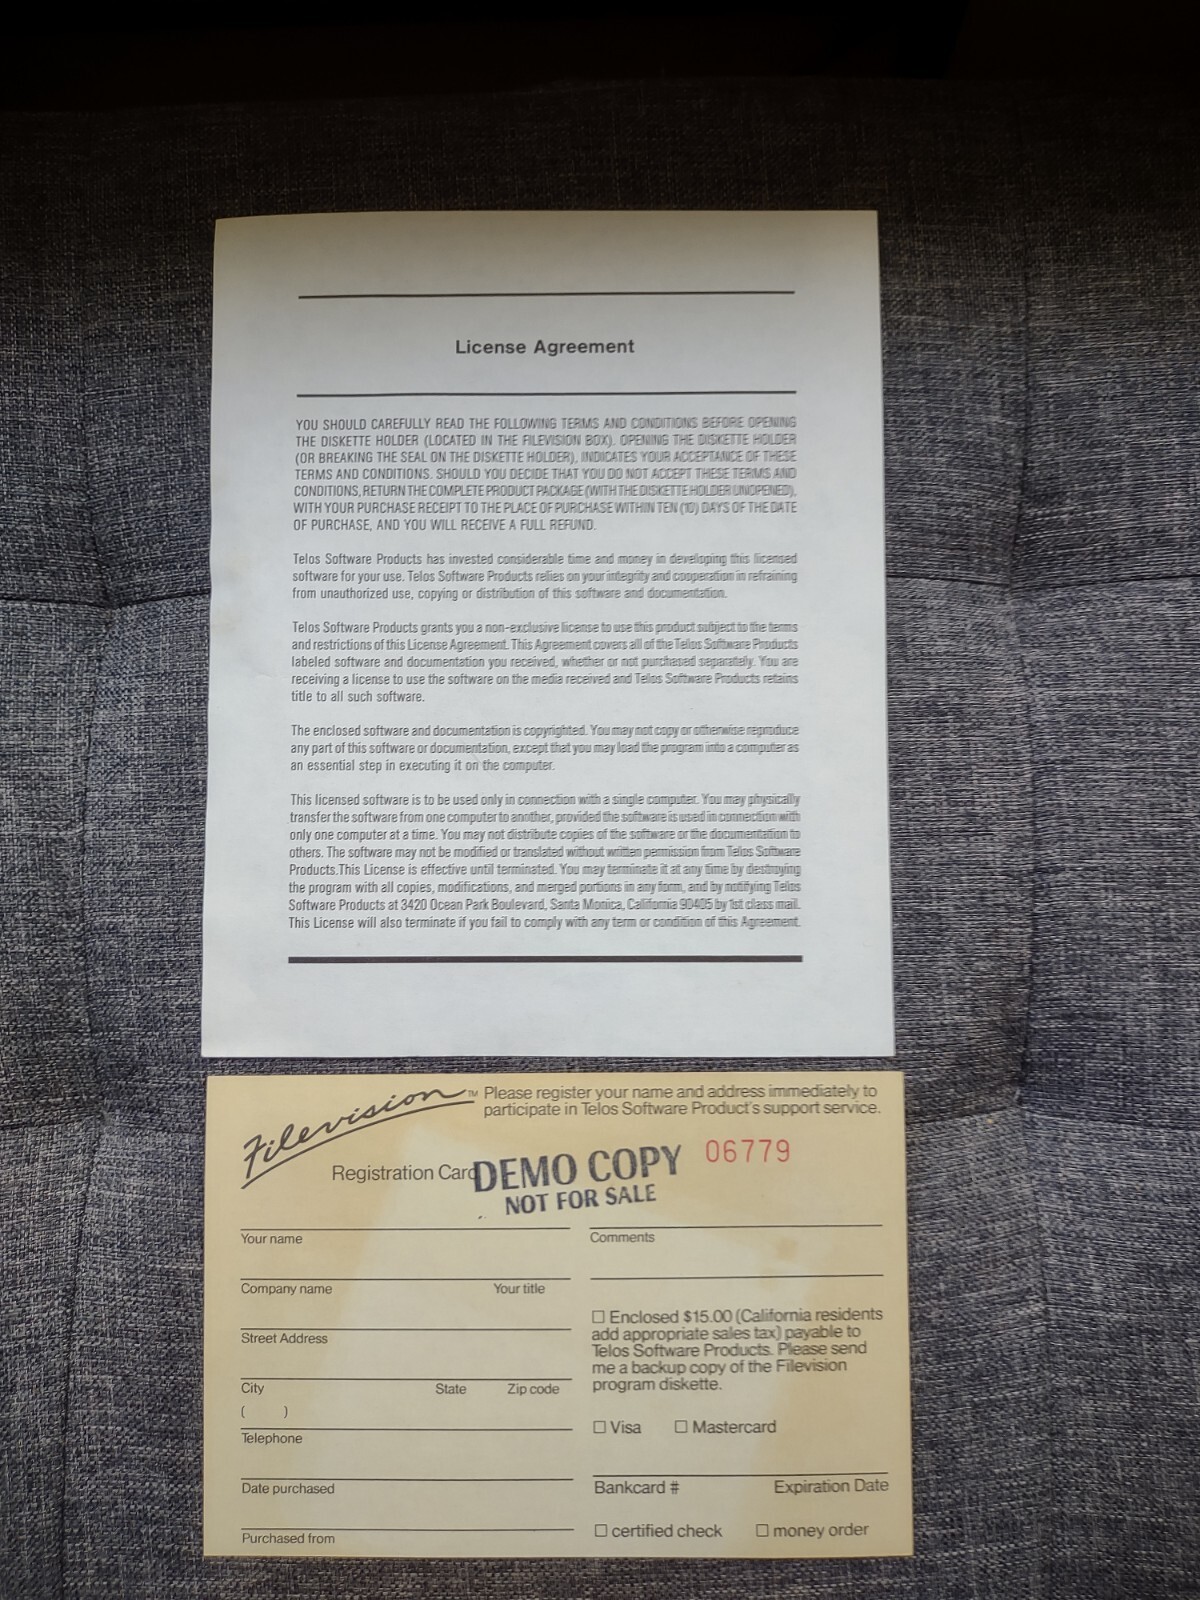 License Agreement
YOU SHOULD CAREFULLY READ THE FOLLOWING TERMS AND CONDITIONS BEFORE OPENING
THE DISKETTE HOLDER (LOCATED IN THE FILEVISION BOX). OPENING THE DISKETTE HOLDER
(OR BREAKING THE SEAL ON THE DISKETTE HOLDER), INDICATES YOUR ACCEPTANCE OF THESE
TERMS AND CONDITIONS. SHOULD YOU DECIDE THAT YOU DO NOT ACCEPT THESE TERMS AND
CONDITIONS, RETURN THE COMPLETE PRODUCT PACKAGE (WITH THE DISKETTE HOLDER UNOPENED),
WITH YOUR PURCHASE RECEIPT TO THE PLACE OF PURCHASE WITHIN TEN (10) DAYS OF THE DATE
OF PURCHASE, AND YOU WILL RECEIVE A FULL REFUND.
Telos Software Products has invested considerable time and money in developing this licensed
software for your use. Telos Software Products relies on your integrity and cooperation in refraining
from unauthorized use, copying or distribution of this software and documentation.
Telos Software Products grants you a non-exclusive license to use this product subject to the terms
and restrictions of this License Agreement. This Agreement covers all of the Telos Software Products
labeled software and documentation you received, whether or not purchased separately. You are
receiving a license to use the software on the media received and Telos Software Products retains
title to all such software.
The enclosed software and documentation is copyrighted. You may not copy or otherwise reproduce
any part of this software or documentation, except that you may load the program into a computer as
an essential step in executing it on the computer.
This licensed software is to be used only in connection with a single computer. You may physically
transfer the software from one computer to another, provided the software is used in connection with
only one computer at a time. You may not distribute copies of the software or the documentation to
others. The software may not be modified or translated without written permission from Telos Software
Products.This License is effective until terminated. You may terminate it at any time by destroying
the program with all copies, modifications, and merged portions in any form, and by notifying Telos
Software Products at 3420 Ocean Park Boulevard, Santa Monica, California 90405 by 1st class mail.
This License will also terminate if you fail to comply with any term or condition of this Agreement.
Filevision™ Please register your name and address immediately to
participate in Telos Software Product's support service.
Registration Card DEMO COPY 06779
NOT FOR SALE
Your name
Company name Your title
Street Address
City State Zip code
( )
Telephone
Date purchased
Purchased from
Comments
☐ Enclosed $15.00 (California residents
add appropriate sales tax) payable to
Telos Software Products. Please send
me a backup copy of the Filevision
program diskette.
☐ Visa ☐ Mastercard
Bankcard # Expiration Date
☐ certified check ☐ money order